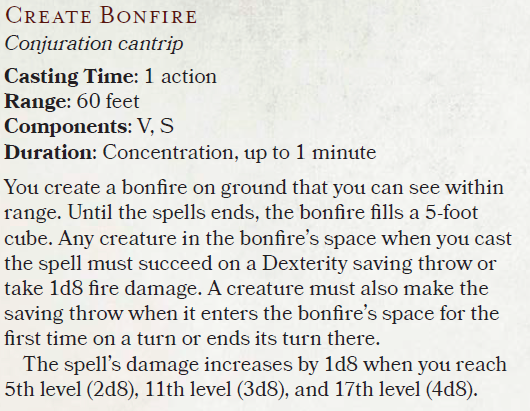 CREATE BONFIRE
Conjuration cantrip
Casting Time: 1 action
Range: 60 feet
Components: V, S
Duration: Concentration, up to 1 minute
You create a bonfire on ground that you can see within
range. Until the spells ends, the bonfire fills a 5-foot
cube. Any creature in the bonfire’s space when you cast
the spell must succeed on a Dexterity saving throw or
take 1d8 fire damage. A creature must also make the
saving throw when it enters the bonfire’s space for the
first time on a turn or ends its turn there.
The spell’s damage increases by 1d8 when you reach
5th level (2d8), 11th level (3d8), and 17th level (4d8).